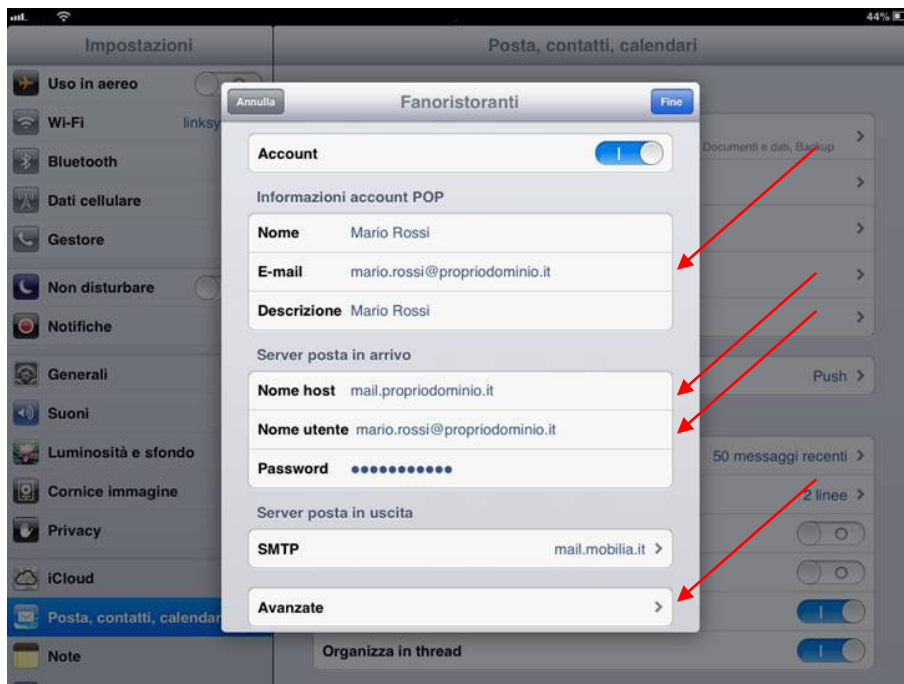 44%
Impostazioni
Posta, contatti, calendari
Uso in aereo
Wi-Fi linksy
Bluetooth
Dati cellulare
Gestore
Non disturbare
Notifiche
Generali
Suoni
Luminosità e sfondo
Cornice immagine
Privacy
iCloud
Posta, contatti, calendar
Note
Annulla
Fanoristoranti
Fine
Account
Informazioni account POP
Nome Mario Rossi
E-mail mario.rossi@propriodominio.it
Descrizione Mario Rossi
Server posta in arrivo
Nome host mail.propriodominio.it
Nome utente mario.rossi@propriodominio.it
Password ●●●●●●●●●●●
Server posta in uscita
SMTP mail.mobilia.it
Avanzate
Documenti e dati, Backup
Push
50 messaggi recenti
2 linee
Organizza in thread